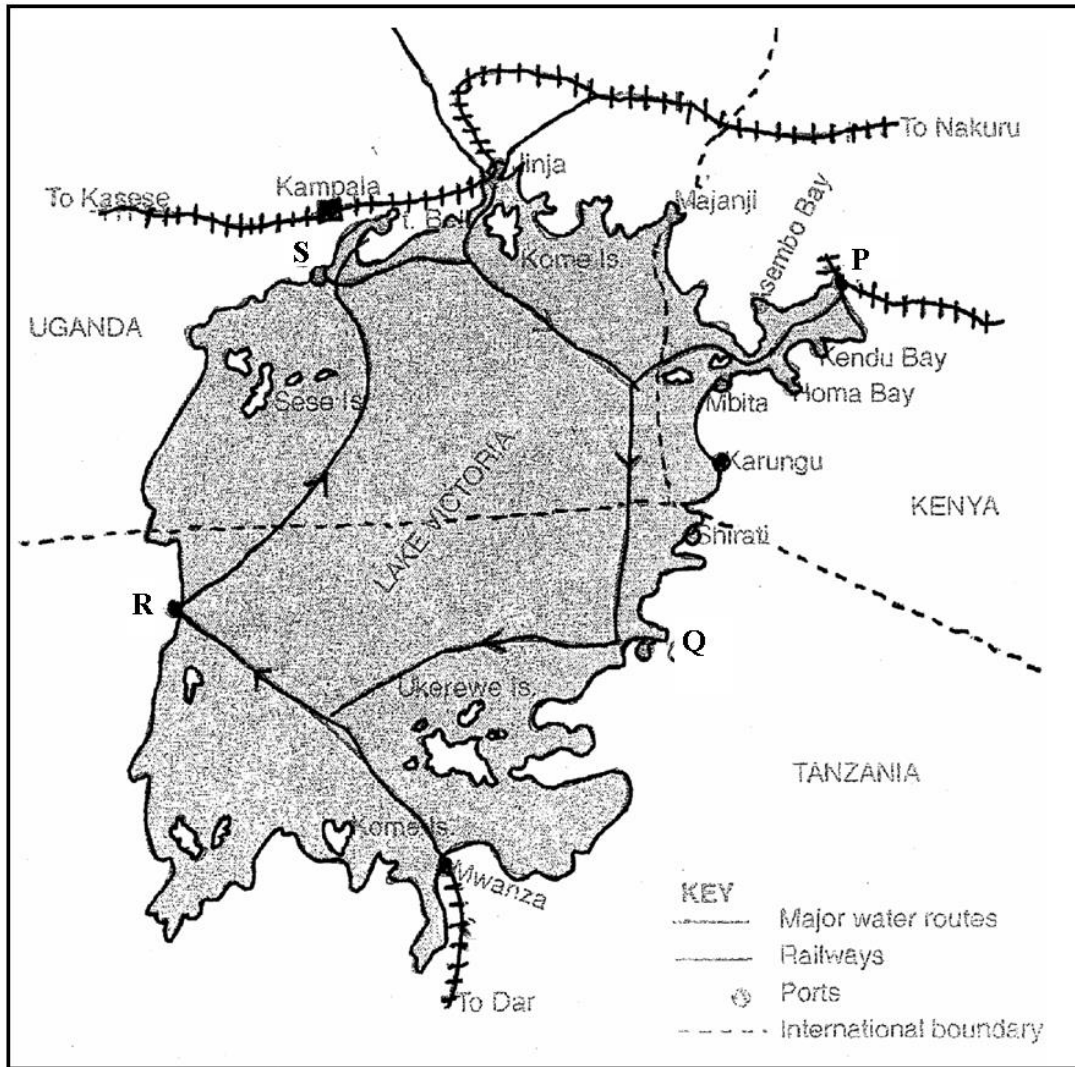 To Nakuru
Jinja
Kampala
To Kasese
Majanji
t. Bell
Asembo Bay
S
Kome Is.
P
UGANDA
Kendu Bay
Sese Is
Mbita
Homa Bay
LAKE VICTORIA
Karungu
KENYA
Shirati
R
Q
Ukerewe Is.
TANZANIA
Kome Is.
Mwanza
KEY
Major water routes
Railways
To Dar
Ports
International boundary